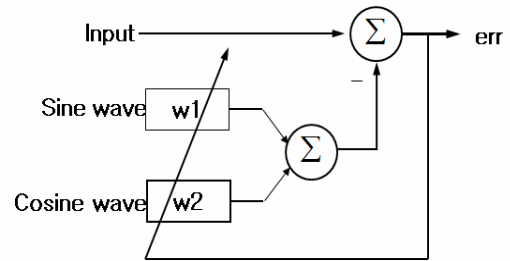 Input
Σ
err
−
Sine wave
w1
Σ
Cosine wave
w2